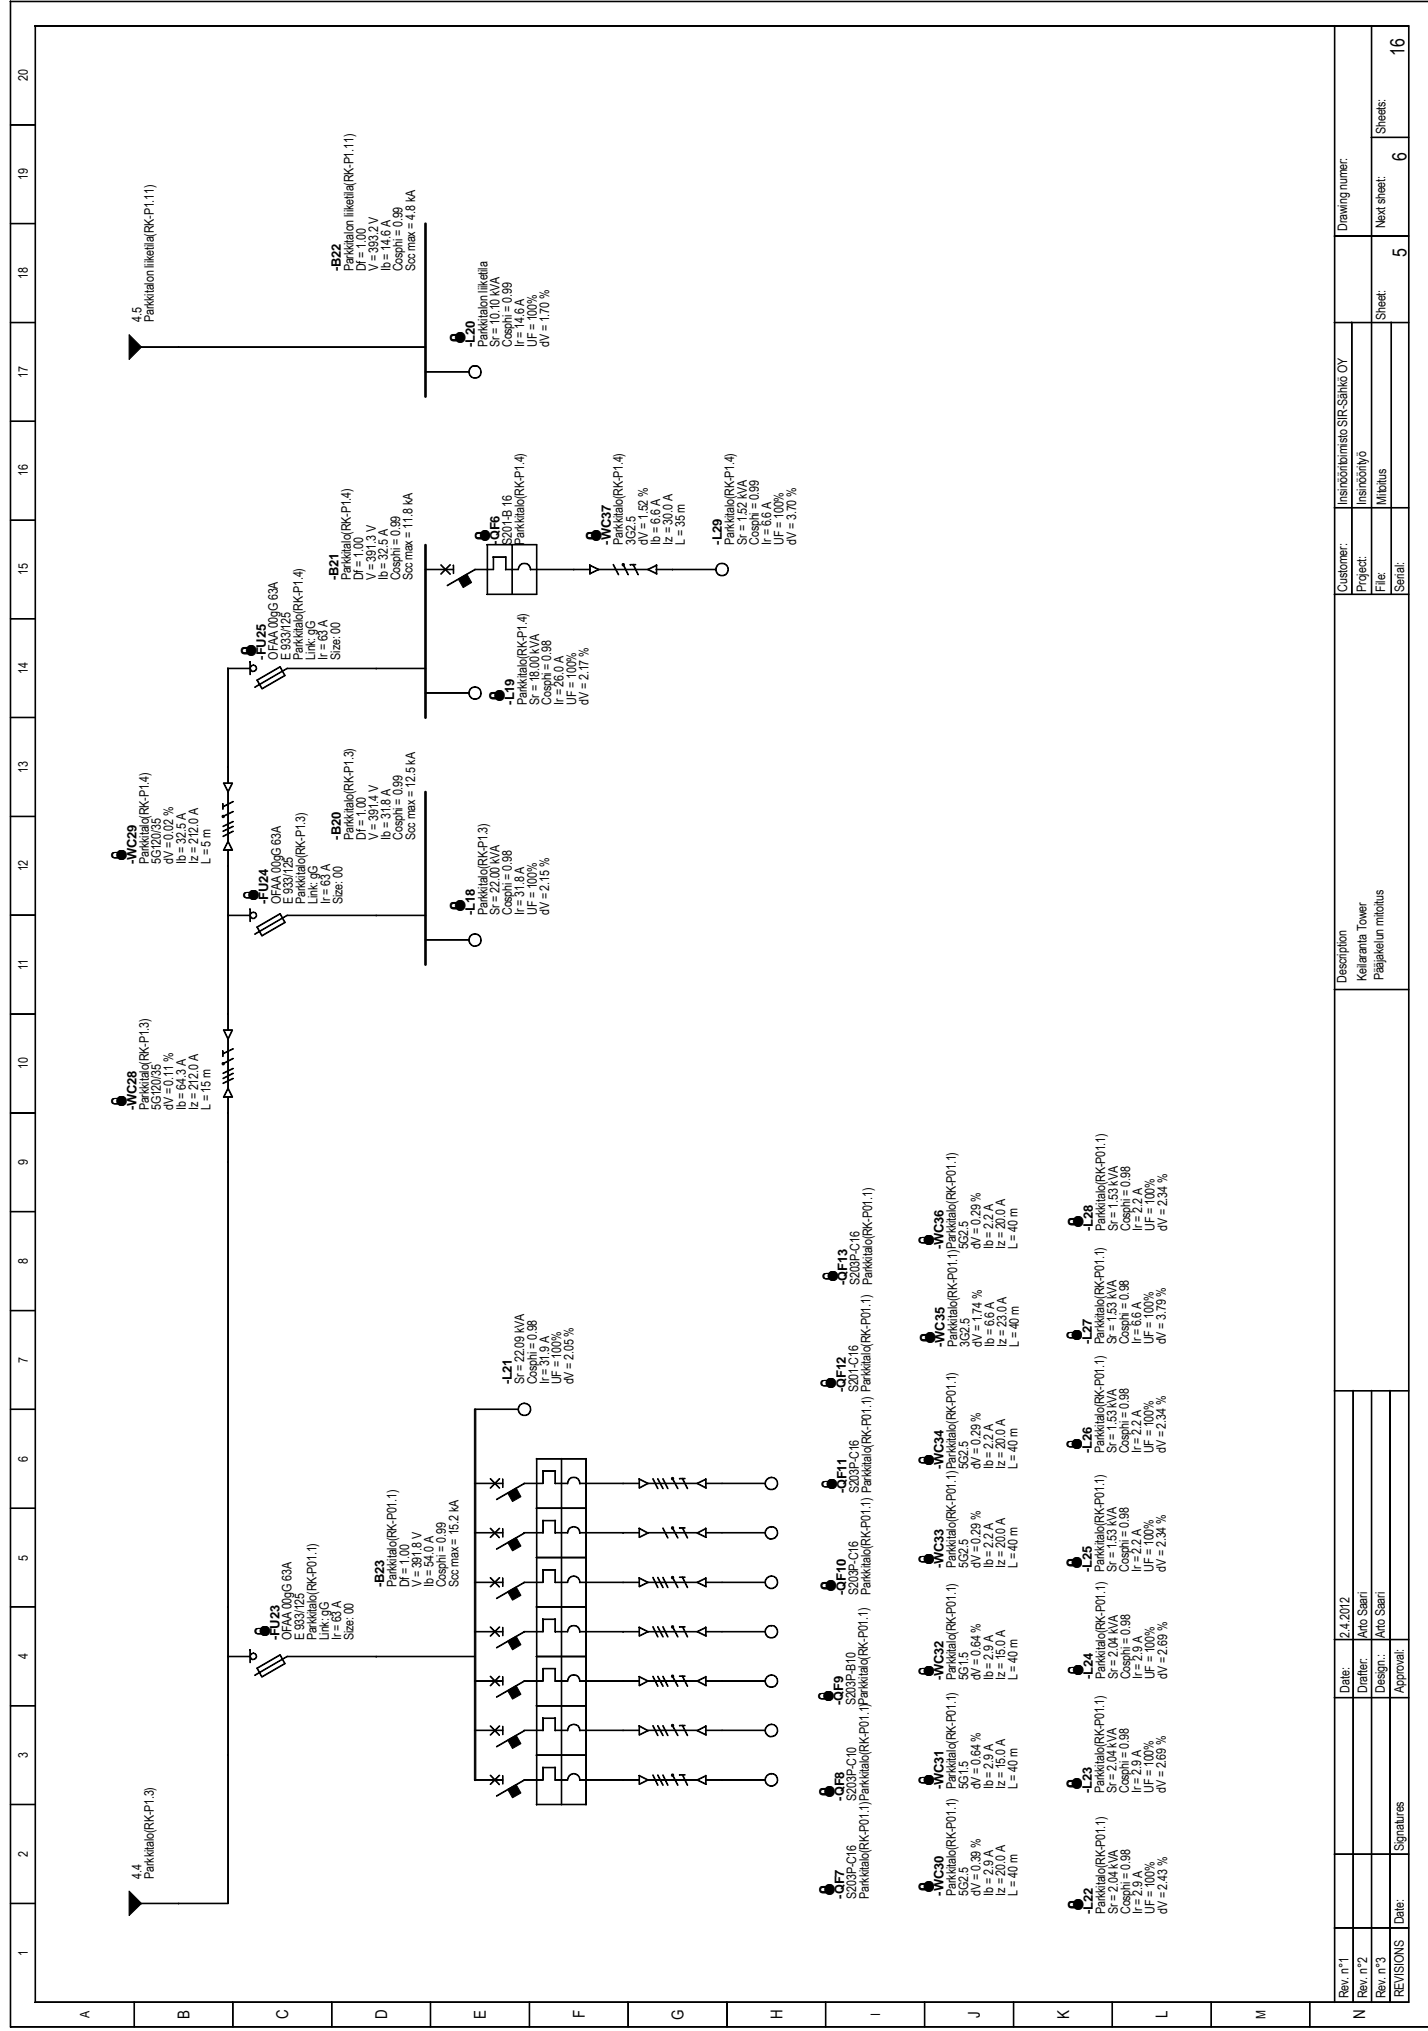 1
2
3
4
5
6
7
8
9
10
11
12
13
14
15
16
17
18
19
20
A
B
C
D
E
F
G
H
I
J
K
L
M
N
4.4
Parkkitalo(RK-P1.3)
-WC28
Parkkitalo(RK-P1.3)
5G120/35
dV = 0.11 %
Ib = 64.3 A
Iz = 212.0 A
L = 15 m
-WC29
Parkkitalo(RK-P1.4)
5G120/35
dV = 0.02 %
Ib = 32.5 A
Iz = 212.0 A
L = 5 m
4.5
Parkkitalon liiketila(RK-P1.11)
-FU23
OFAA 00gG 63A
E 933/125
Parkkitalo(RK-P01.1)
Link: gG
Ir = 63 A
Size: 00
-FU24
OFAA 00gG 63A
E 933/125
Parkkitalo(RK-P1.3)
Link: gG
Ir = 63 A
Size: 00
-FU25
OFAA 00gG 63A
E 933/125
Parkkitalo(RK-P1.4)
Link: gG
Ir = 63 A
Size: 00
-B23
Parkkitalo(RK-P01.1)
Df = 1.00
V = 391.8 V
Ib = 54.0 A
Cosphi = 0.99
Scc max = 15.2 kA
-B20
Parkkitalo(RK-P1.3)
Df = 1.00
V = 391.4 V
Ib = 31.8 A
Cosphi = 0.99
Scc max = 12.5 kA
-B21
Parkkitalo(RK-P1.4)
Df = 1.00
V = 391.3 V
Ib = 32.5 A
Cosphi = 0.99
Scc max = 11.8 kA
-B22
Parkkitalon liiketila(RK-P1.11)
Df = 1.00
V = 393.2 V
Ib = 14.6 A
Cosphi = 0.99
Scc max = 4.8 kA
-L21
Sr = 22.09 kVA
Cosphi = 0.98
Ir = 31.9 A
UF = 100%
dV = 2.05 %
-L18
Parkkitalo(RK-P1.3)
Sr = 22.00 kVA
Cosphi = 0.98
Ir = 31.8 A
UF = 100%
dV = 2.15 %
-L19
Parkkitalo(RK-P1.4)
Sr = 18.00 kVA
Cosphi = 0.98
Ir = 26.0 A
UF = 100%
dV = 2.17 %
-QF6
S201-B 16
Parkkitalo(RK-P1.4)
-L20
Parkkitalon liiketila
Sr = 10.10 kVA
Cosphi = 0.99
Ir = 14.6 A
UF = 100%
dV = 1.70 %
-WC37
Parkkitalo(RK-P1.4)
3G2.5
dV = 1.52 %
Ib = 6.6 A
Iz = 30.0 A
L = 35 m
-L29
Parkkitalo(RK-P1.4)
Sr = 1.52 kVA
Cosphi = 0.99
Ir = 6.6 A
UF = 100%
dV = 3.70 %
-QF7
S203P-C16
Parkkitalo(RK-P01.1)
-QF8
S203P-C10
Parkkitalo(RK-P01.1)
-QF9
S203P-B10
Parkkitalo(RK-P01.1)
-QF10
S203P-C16
Parkkitalo(RK-P01.1)
-QF11
S203P-C16
Parkkitalo(RK-P01.1)
-QF12
S201-C16
Parkkitalo(RK-P01.1)
-QF13
S203P-C16
Parkkitalo(RK-P01.1)
-WC30
Parkkitalo(RK-P01.1)
5G2.5
dV = 0.39 %
Ib = 2.9 A
Iz = 20.0 A
L = 40 m
-WC31
Parkkitalo(RK-P01.1)
5G1.5
dV = 0.64 %
Ib = 2.9 A
Iz = 15.0 A
L = 40 m
-WC32
Parkkitalo(RK-P01.1)
5G1.5
dV = 0.64 %
Ib = 2.9 A
Iz = 15.0 A
L = 40 m
-WC33
Parkkitalo(RK-P01.1)
5G2.5
dV = 0.29 %
Ib = 2.2 A
Iz = 20.0 A
L = 40 m
-WC34
Parkkitalo(RK-P01.1)
5G2.5
dV = 0.29 %
Ib = 2.2 A
Iz = 20.0 A
L = 40 m
-WC35
Parkkitalo(RK-P01.1)
3G2.5
dV = 1.74 %
Ib = 6.6 A
Iz = 23.0 A
L = 40 m
-WC36
Parkkitalo(RK-P01.1)
5G2.5
dV = 0.29 %
Ib = 2.2 A
Iz = 20.0 A
L = 40 m
-L22
Parkkitalo(RK-P01.1)
Sr = 2.04 kVA
Cosphi = 0.98
Ir = 2.9 A
UF = 100%
dV = 2.43 %
-L23
Parkkitalo(RK-P01.1)
Sr = 2.04 kVA
Cosphi = 0.98
Ir = 2.9 A
UF = 100%
dV = 2.69 %
-L24
Parkkitalo(RK-P01.1)
Sr = 2.04 kVA
Cosphi = 0.98
Ir = 2.9 A
UF = 100%
dV = 2.69 %
-L25
Parkkitalo(RK-P01.1)
Sr = 1.53 kVA
Cosphi = 0.98
Ir = 2.2 A
UF = 100%
dV = 2.34 %
-L26
Parkkitalo(RK-P01.1)
Sr = 1.53 kVA
Cosphi = 0.98
Ir = 2.2 A
UF = 100%
dV = 2.34 %
-L27
Parkkitalo(RK-P01.1)
Sr = 1.53 kVA
Cosphi = 0.98
Ir = 6.6 A
UF = 100%
dV = 3.79 %
-L28
Parkkitalo(RK-P01.1)
Sr = 1.53 kVA
Cosphi = 0.98
Ir = 2.2 A
UF = 100%
dV = 2.34 %
Rev. n°1
Rev. n°2
Rev. n°3
REVISIONS
Date:
Signatures
Date: 2.4.2012
Drafter: Arto Saari
Design.: Arto Saari
Approval:
Description
Keilaranta Tower
Pääjakelun mitoitus
Customer: Insinööritoimisto SIR-Sähkö OY
Project: Insinöörityö
File: Mitoitus
Serial:
Drawing numer:
Sheet: 5
Next sheet: 6
Sheets: 16